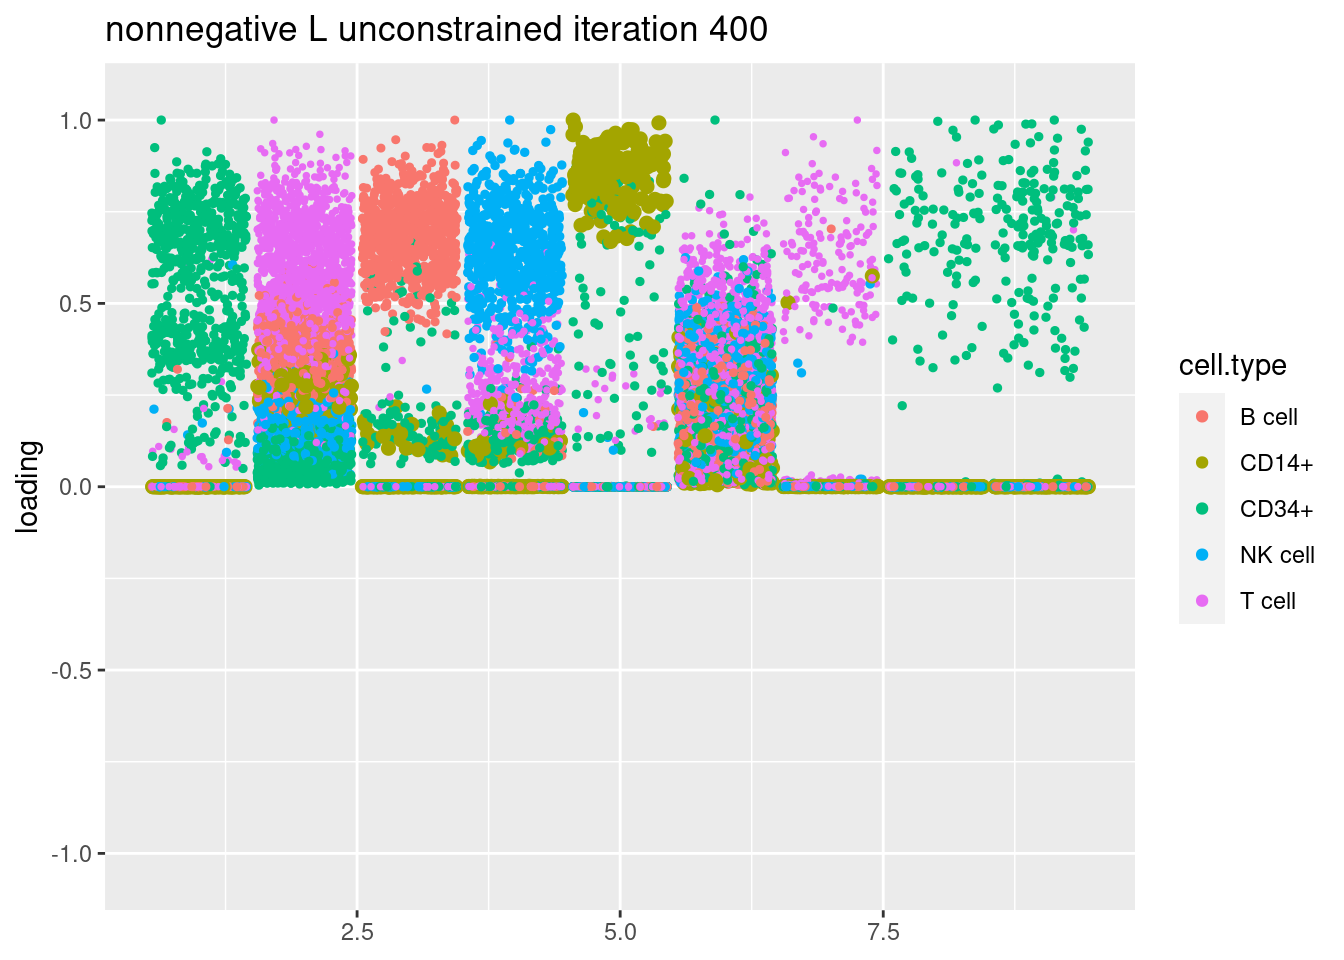 nonnegative L unconstrained iteration 400
1.0
0.5
0.0
-0.5
-1.0
loading
2.5
5.0
7.5
cell.type
B cell
CD14+
CD34+
NK cell
T cell